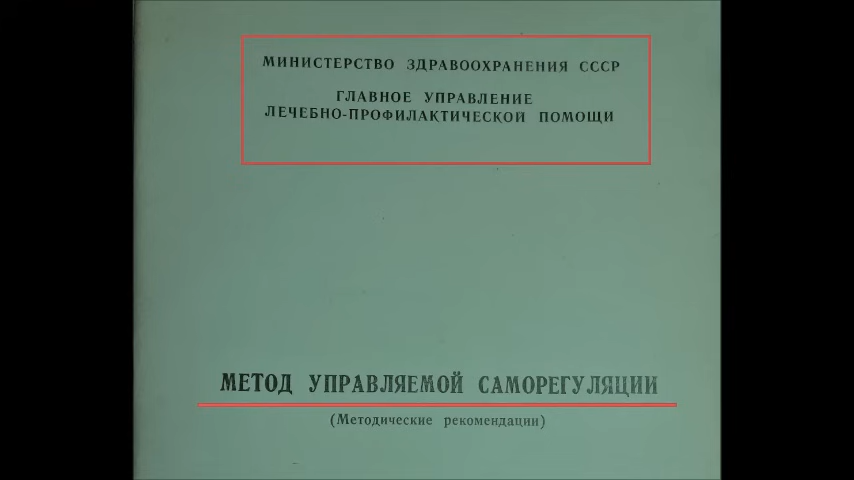 МИНИСТЕРСТВО ЗДРАВООХРАНЕНИЯ СССР
ГЛАВНОЕ УПРАВЛЕНИЕ
ЛЕЧЕБНО-ПРОФИЛАКТИЧЕСКОЙ ПОМОЩИ
МЕТОД УПРАВЛЯЕМОЙ САМОРЕГУЛЯЦИИ
(Методические рекомендации)